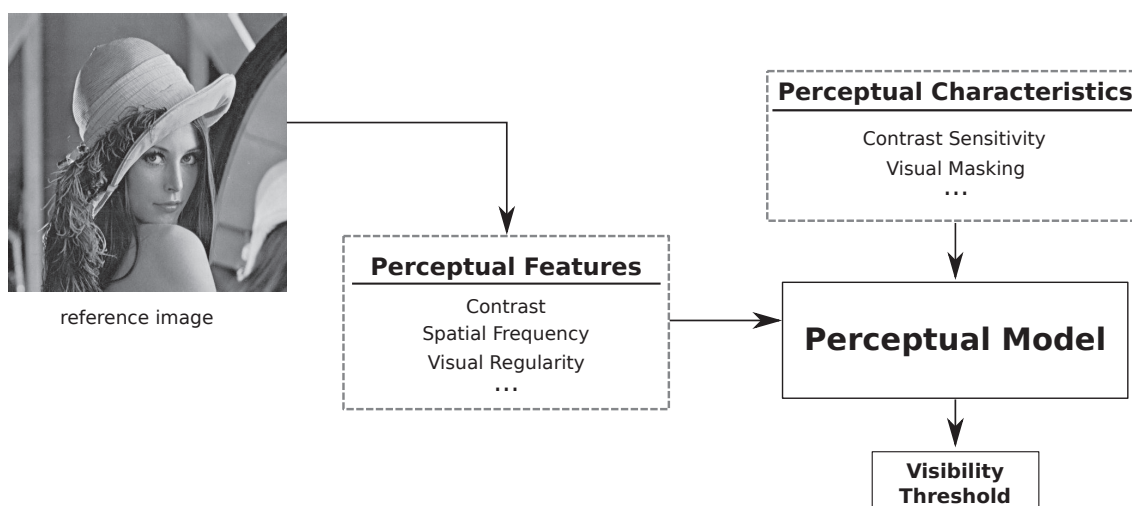 reference image
Perceptual Features
Contrast
Spatial Frequency
Visual Regularity
...
Perceptual Characteristics
Contrast Sensitivity
Visual Masking
...
Perceptual Model
Visibility
Threshold